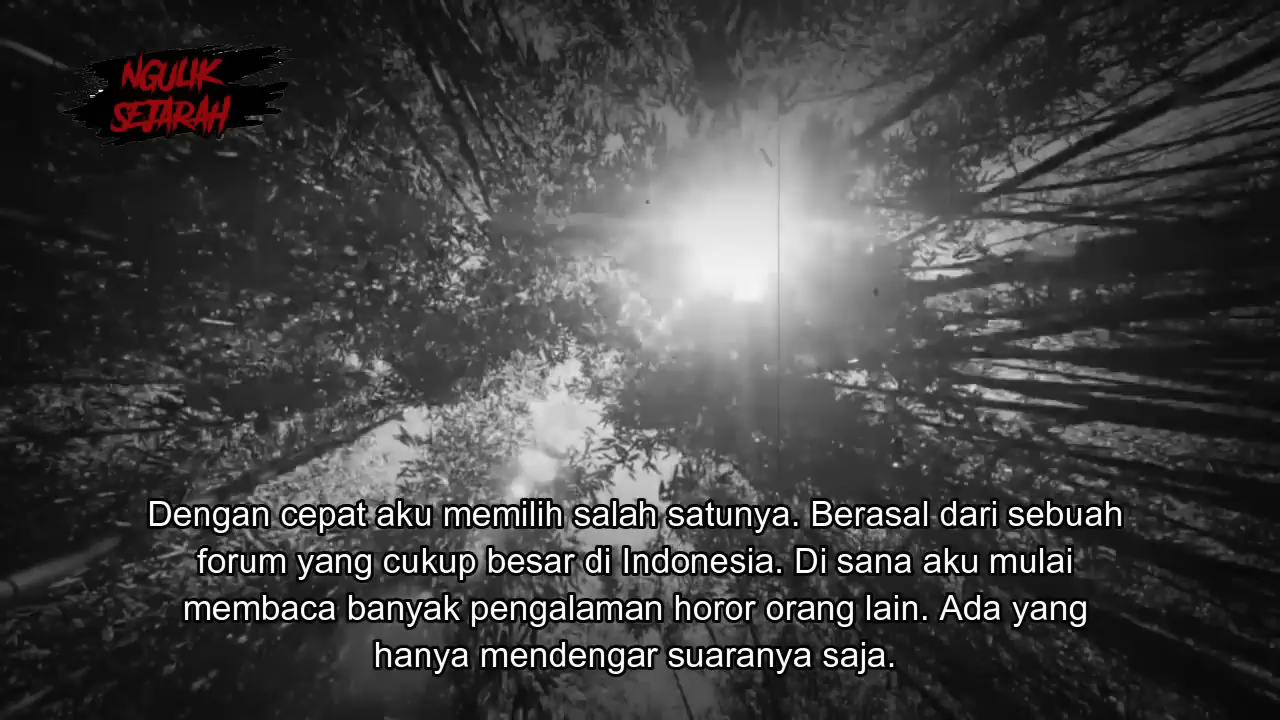 NGULIK
SEJARAH
Dengan cepat aku memilih salah satunya. Berasal dari sebuah
forum yang cukup besar di Indonesia. Di sana aku mulai
membaca banyak pengalaman horor orang lain. Ada yang
hanya mendengar suaranya saja.